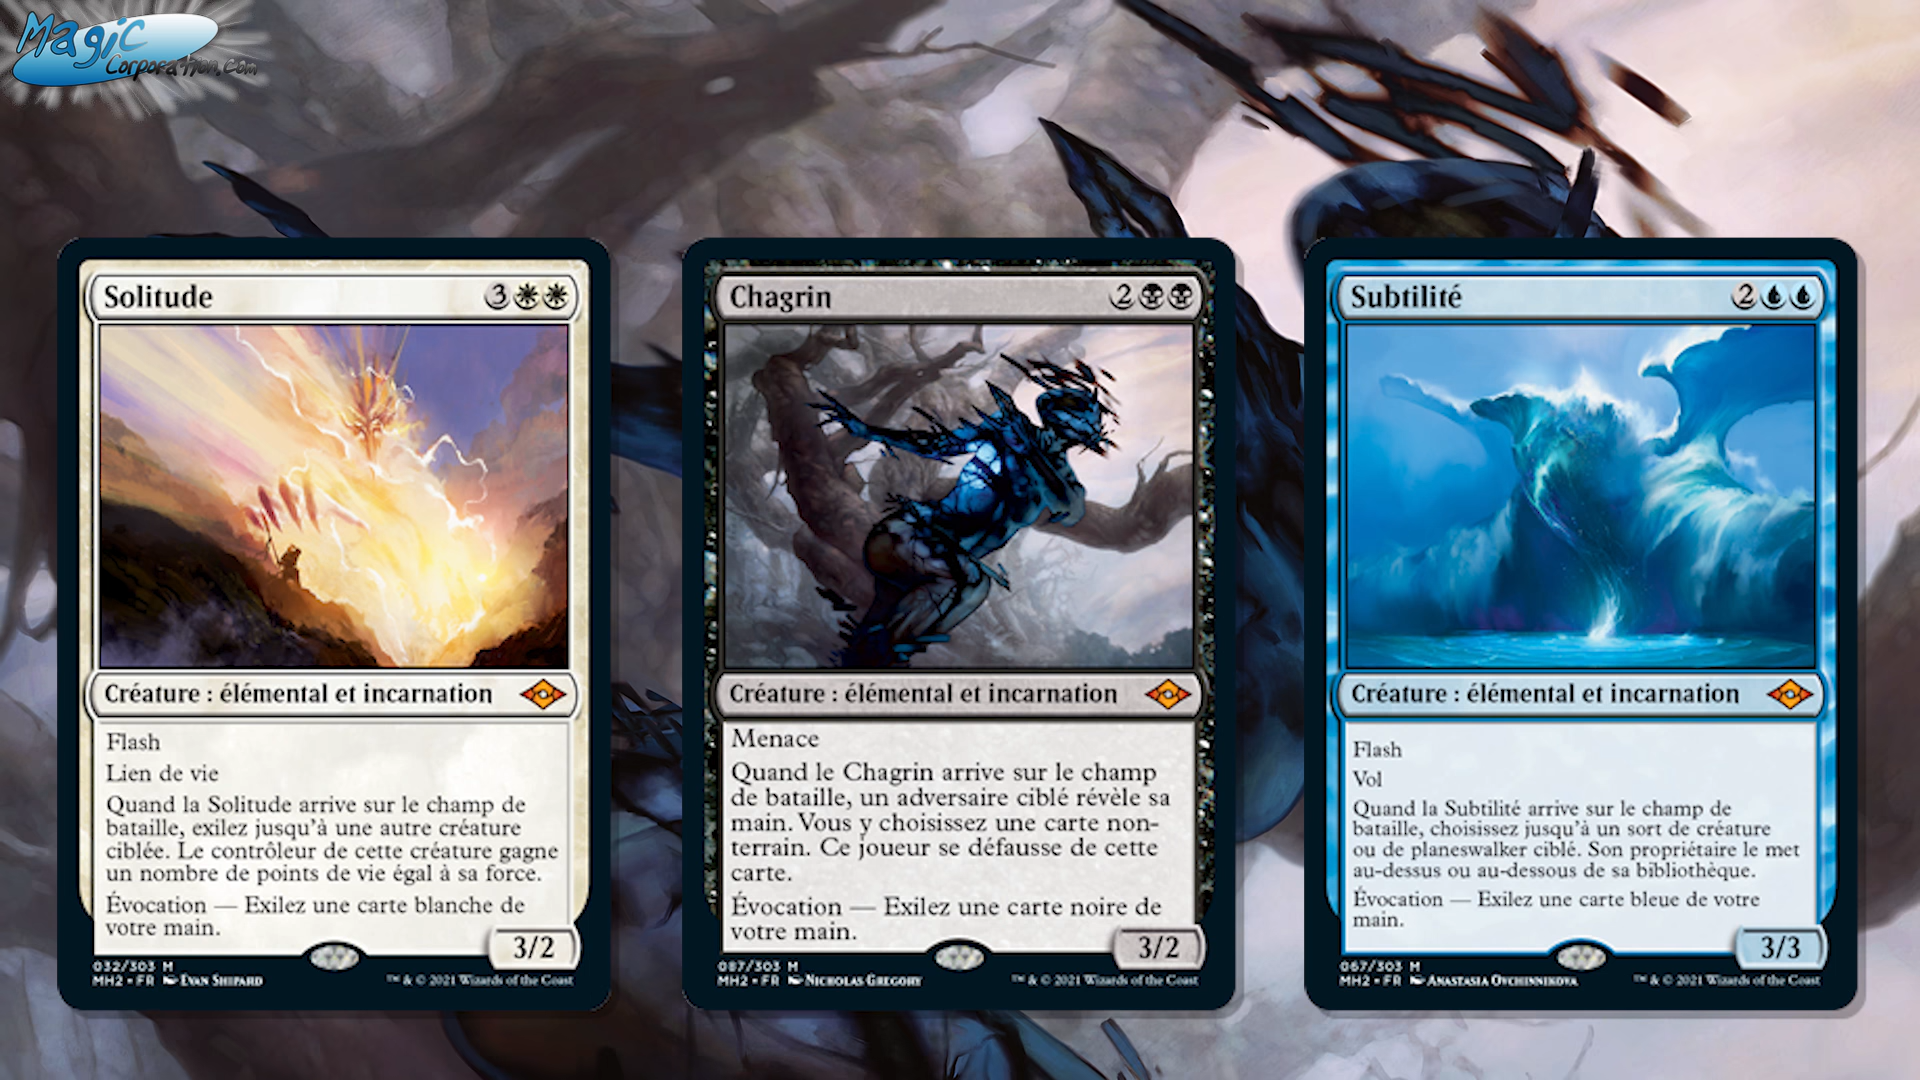 Magic
Corporation.com
Solitude
3
Créature : élémental et incarnation
Flash
Lien de vie
Quand la Solitude arrive sur le champ de
bataille, exilez jusqu'à une autre créature
ciblée. Le contrôleur de cette créature gagne
un nombre de points de vie égal à sa force.
Évocation — Exilez une carte blanche de
votre main.
3/2
032/303 M
MH2 • FR Evan Shipard
™ & © 2021 Wizards of the Coast
Chagrin
2
Créature : élémental et incarnation
Menace
Quand le Chagrin arrive sur le champ
de bataille, un adversaire ciblé révèle sa
main. Vous y choisissez une carte non-
terrain. Ce joueur se défausse de cette
carte.
Évocation — Exilez une carte noire de
votre main.
3/2
087/303 M
MH2 • FR Nicholas Gregory
™ & © 2021 Wizards of the Coast
Subtilité
2
Créature : élémental et incarnation
Flash
Vol
Quand la Subtilité arrive sur le champ de
bataille, choisissez jusqu'à un sort de créature
ou de planeswalker ciblé. Son propriétaire le met
au-dessus ou au-dessous de sa bibliothèque.
Évocation — Exilez une carte bleue de votre
main.
3/3
067/303 M
MH2 • FR Anastasia Ovchinnikova
™ & © 2021 Wizards of the Coast